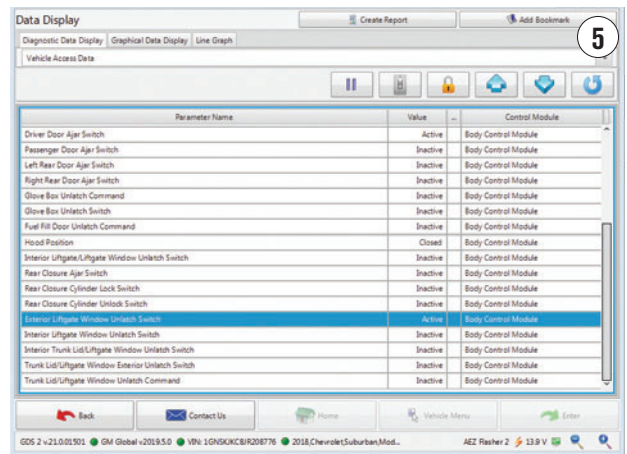 Data Display
Create Report
Add Bookmark
5
Diagnostic Data Display Graphical Data Display Line Graph
Vehicle Access Data
Parameter Name Value ... Control Module
Driver Door Ajar Switch Active Body Control Module
Passenger Door Ajar Switch Inactive Body Control Module
Left Rear Door Ajar Switch Inactive Body Control Module
Right Rear Door Ajar Switch Inactive Body Control Module
Glove Box Unlatch Command Inactive Body Control Module
Glove Box Unlatch Switch Inactive Body Control Module
Fuel Fill Door Unlatch Command Inactive Body Control Module
Hood Position Closed Body Control Module
Interior Liftgate/Liftgate Window Unlatch Switch Inactive Body Control Module
Rear Closure Ajar Switch Inactive Body Control Module
Rear Closure Cylinder Lock Switch Inactive Body Control Module
Rear Closure Cylinder Unlock Switch Inactive Body Control Module
Exterior Liftgate Window Unlatch Switch Active Body Control Module
Interior Liftgate Window Unlatch Switch Inactive Body Control Module
Interior Trunk Lid/Liftgate Window Unlatch Switch Inactive Body Control Module
Trunk Lid/Liftgate Window Exterior Unlatch Switch Inactive Body Control Module
Trunk Lid/Liftgate Window Unlatch Command Inactive Body Control Module
Back Contact Us Home Vehicle Menu Enter
GDS 2 v.21.0.01501 GM Global v2019.5.0 VIN: 1GNSKJKC8JR208776 2018,Chevrolet,Suburban,Mod... AEZ Flasher 2 13.9 V